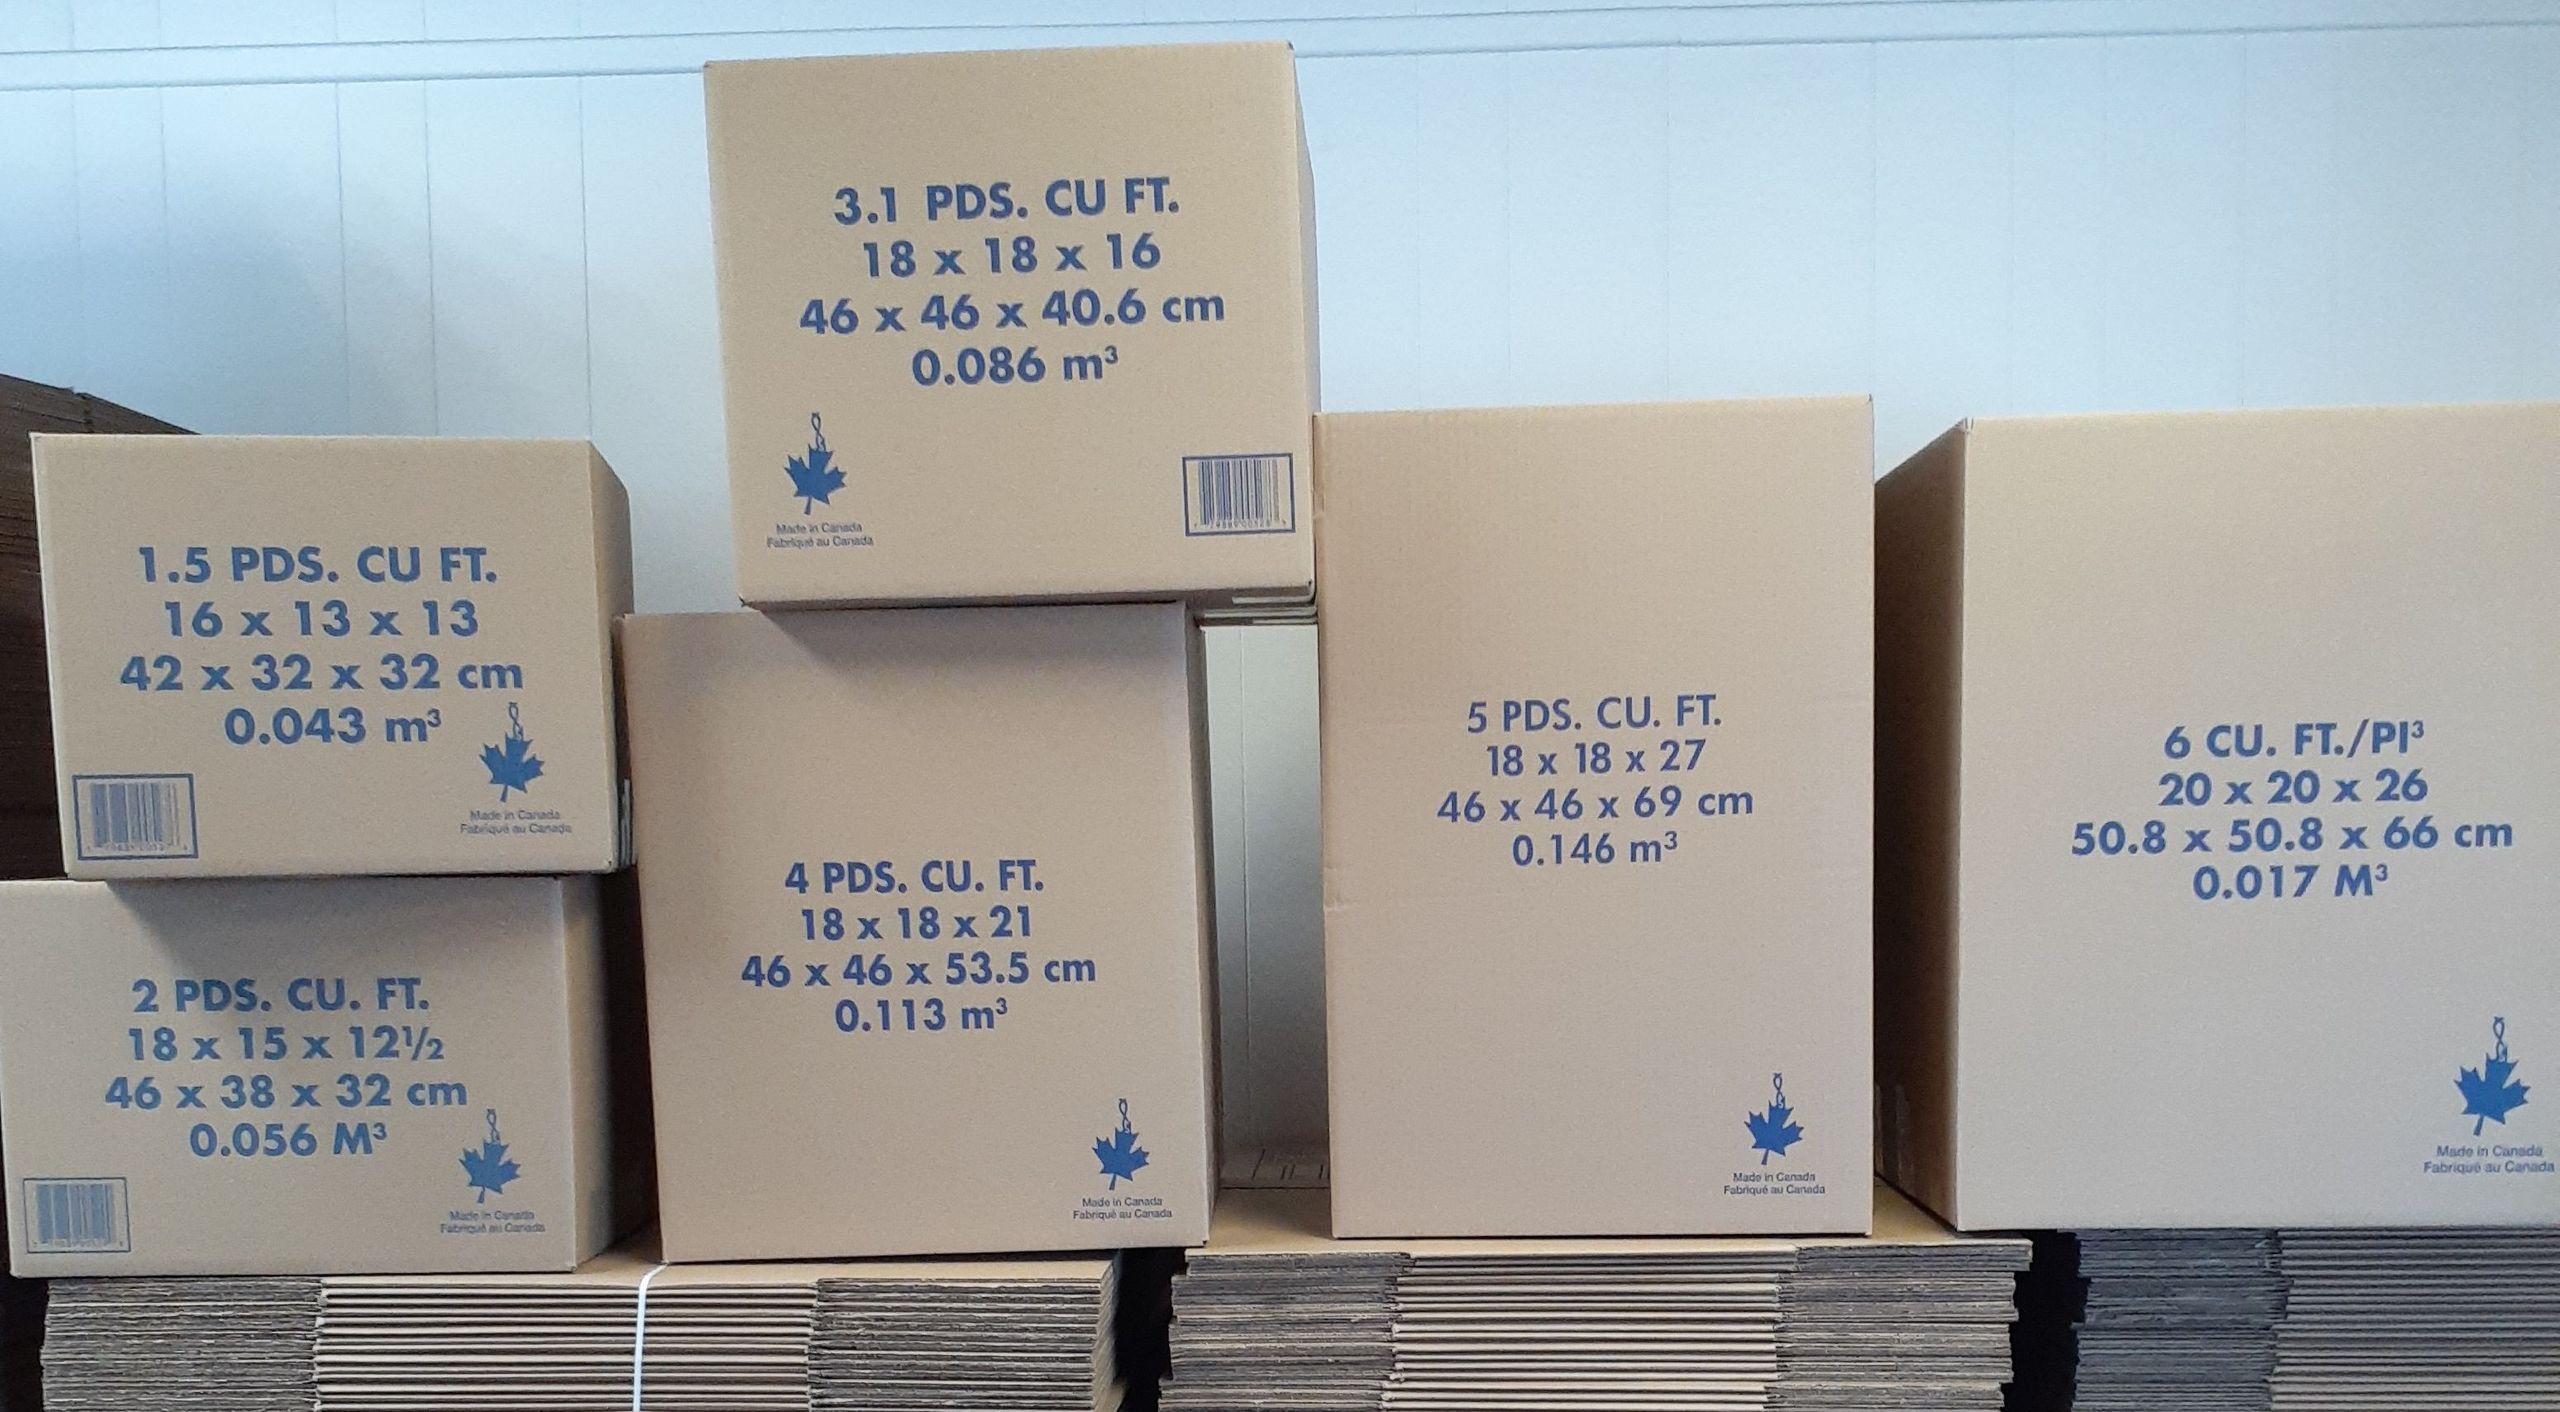 3.1 PDS. CU FT.
18 x 18 x 16
46 x 46 x 40.6 cm
0.086 m³
Made in Canada
Fabriqué au Canada
1.5 PDS. CU FT.
16 x 13 x 13
42 x 32 x 32 cm
0.043 m³
Made in Canada
Fabriqué au Canada
2 PDS. CU. FT.
18 x 15 x 12½
46 x 38 x 32 cm
0.056 M³
Made in Canada
Fabriqué au Canada
4 PDS. CU. FT.
18 x 18 x 21
46 x 46 x 53.5 cm
0.113 m³
Made in Canada
Fabriqué au Canada
5 PDS. CU. FT.
18 x 18 x 27
46 x 46 x 69 cm
0.146 m³
Made in Canada
Fabriqué au Canada
6 CU. FT./PI³
20 x 20 x 26
50.8 x 50.8 x 66 cm
0.017 M³
Made in Canada
Fabriqué au Canada